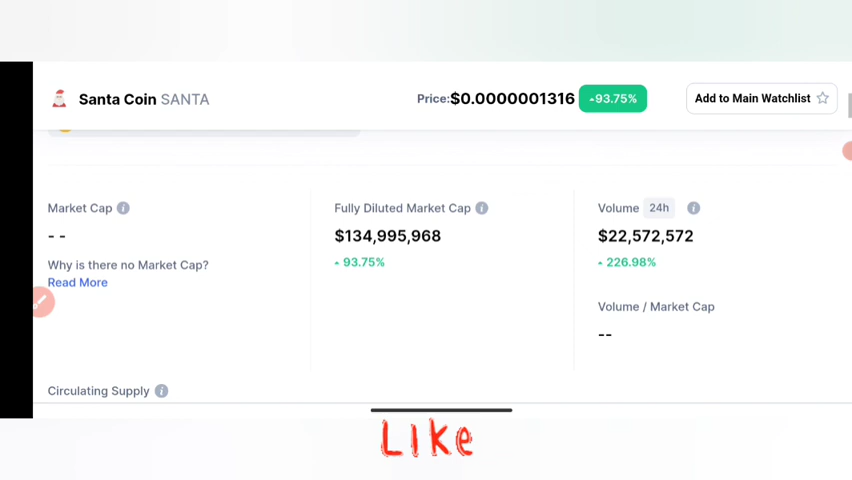 Santa Coin SANTA Price:$0.0000001316 93.75% Add to Main Watchlist
Market Cap Fully Diluted Market Cap Volume 24h
- - $134,995,968 $22,572,572
Why is there no Market Cap? 93.75% 226.98%
Read More
Volume / Market Cap
--
Circulating Supply
Like